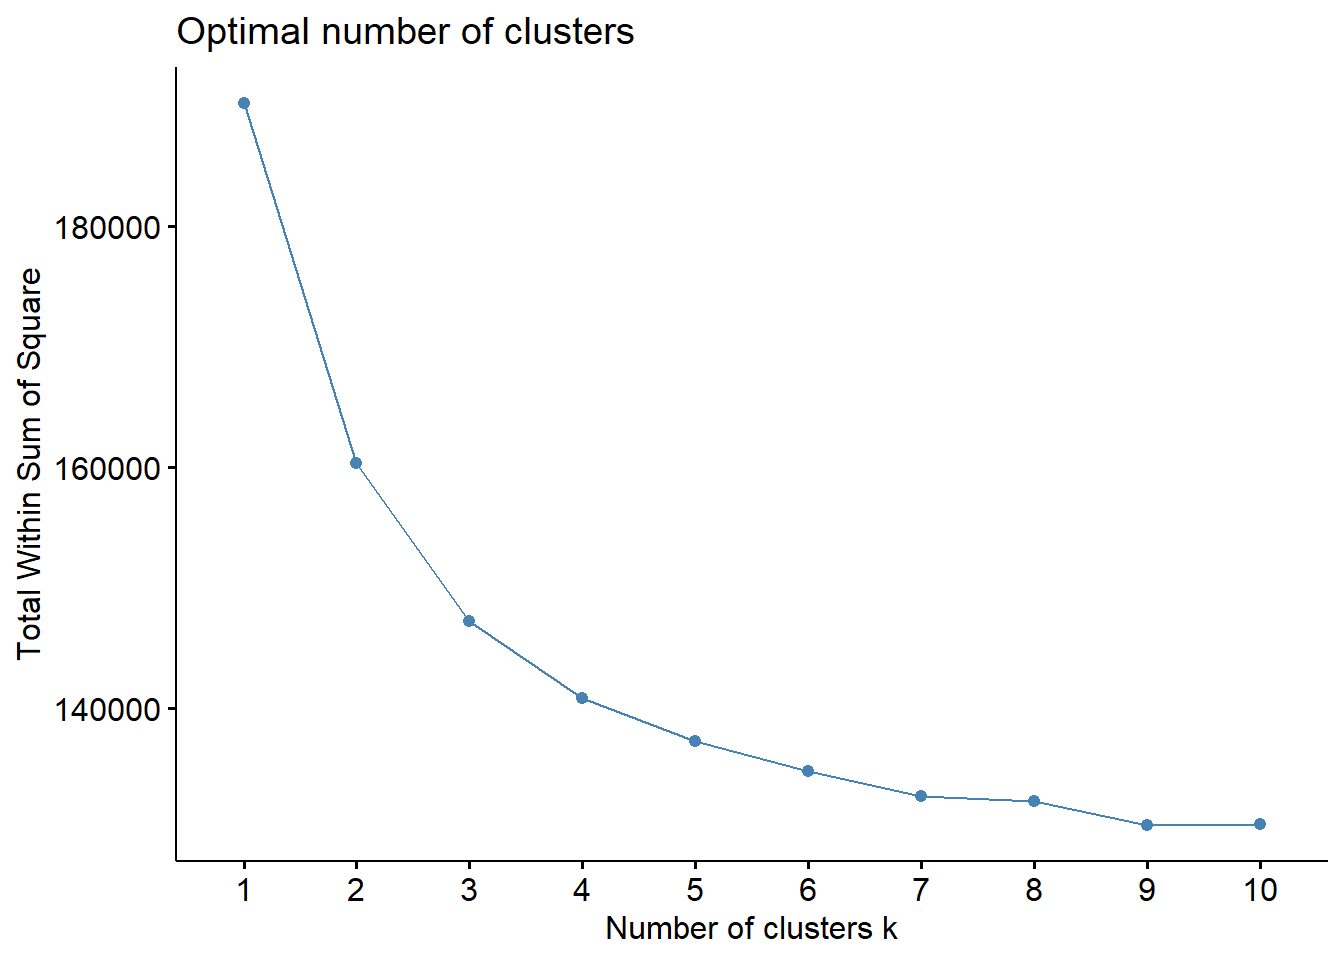 Optimal number of clusters
Total Within Sum of Square
180000
160000
140000
1 2 3 4 5 6 7 8 9 10
Number of clusters k